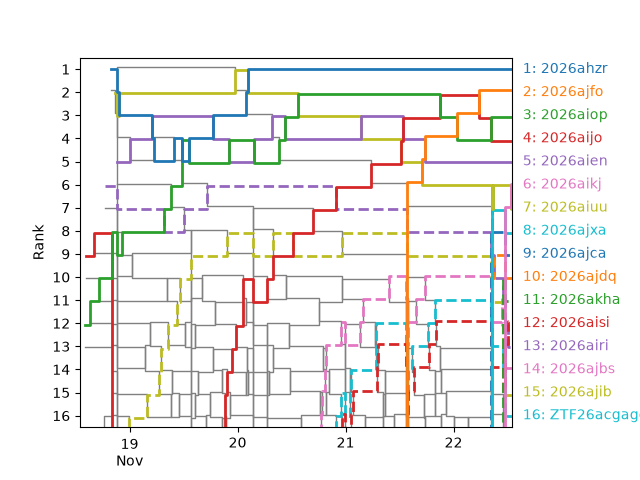 1
2
3
4
5
6
7
8
9
10
11
12
13
14
15
16
Rank
19
20
21
22
Nov
1: 2026ahzr
2: 2026ajfo
3: 2026aiop
4: 2026aijo
5: 2026aien
6: 2026aikj
7: 2026aiuu
8: 2026ajxa
9: 2026ajca
10: 2026ajdq
11: 2026akha
12: 2026aisi
13: 2026airi
14: 2026ajbs
15: 2026ajib
16: ZTF26acgag